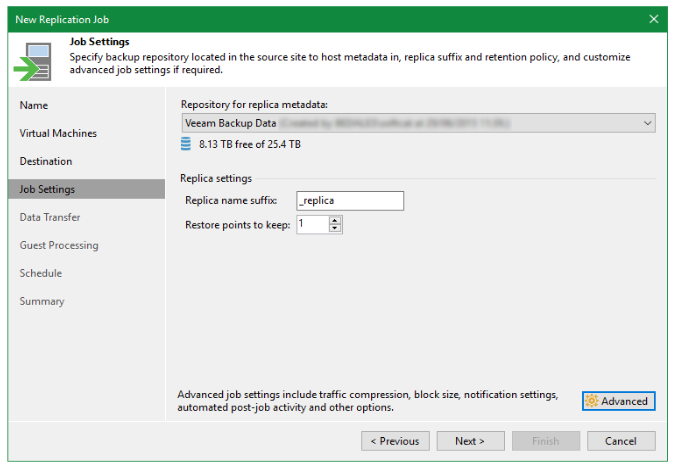 New Replication Job
Job Settings
Specify backup repository located in the source site to host metadata in, replica suffix and retention policy, and customize
advanced job settings if required.
Name
Virtual Machines
Destination
Job Settings
Data Transfer
Guest Processing
Schedule
Summary
Repository for replica metadata:
Veeam Backup Data
8.13 TB free of 25.4 TB
Replica settings
Replica name suffix: _replica
Restore points to keep: 1
Advanced job settings include traffic compression, block size, notification settings,
automated post-job activity and other options.
Advanced
< Previous Next > Finish Cancel